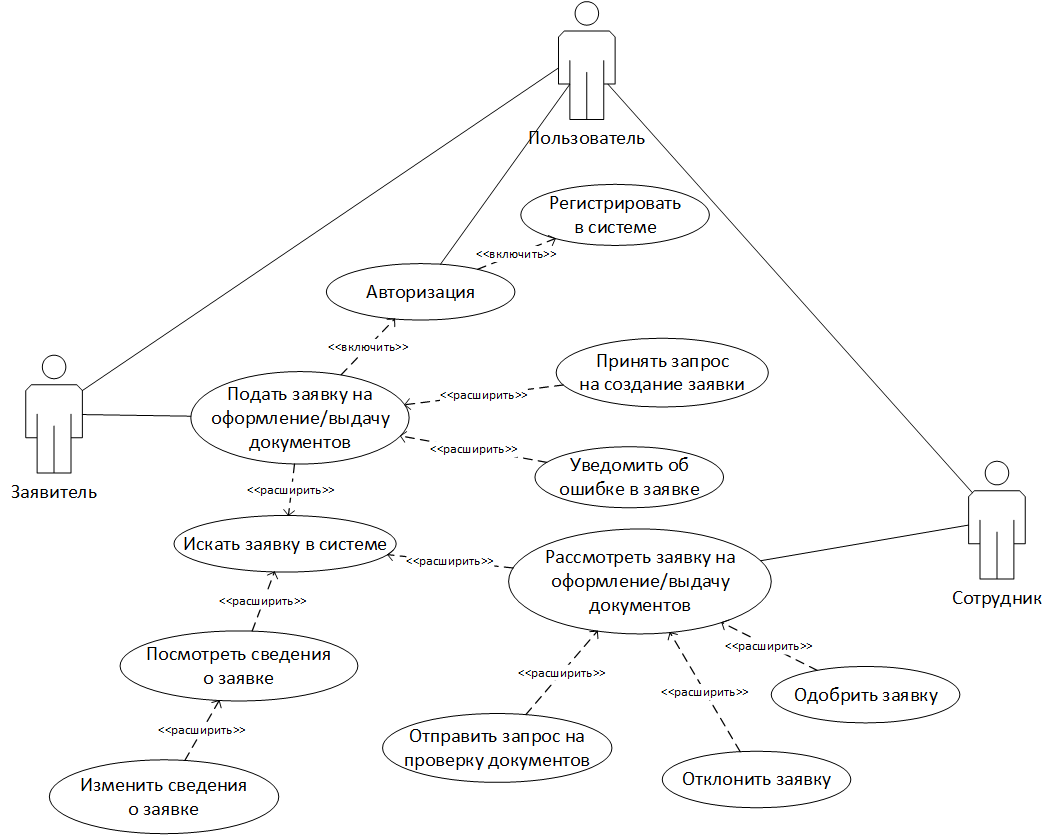 Пользователь
Регистрировать
в системе
<<включить>>
Авторизация
<<включить>>
Принять запрос
на создание заявки
<<расширить>>
Подать заявку на
оформление/выдачу
документов
<<расширить>>
Уведомить об
ошибке в заявке
Заявитель
<<расширить>>
Искать заявку в системе
<<расширить>>
Рассмотреть заявку на
оформление/выдачу
документов
Сотрудник
<<расширить>>
Посмотреть сведения
о заявке
<<расширить>>
<<расширить>>
<<расширить>>
Одобрить заявку
<<расширить>>
Отправить запрос на
проверку документов
Отклонить заявку
Изменить сведения
о заявке